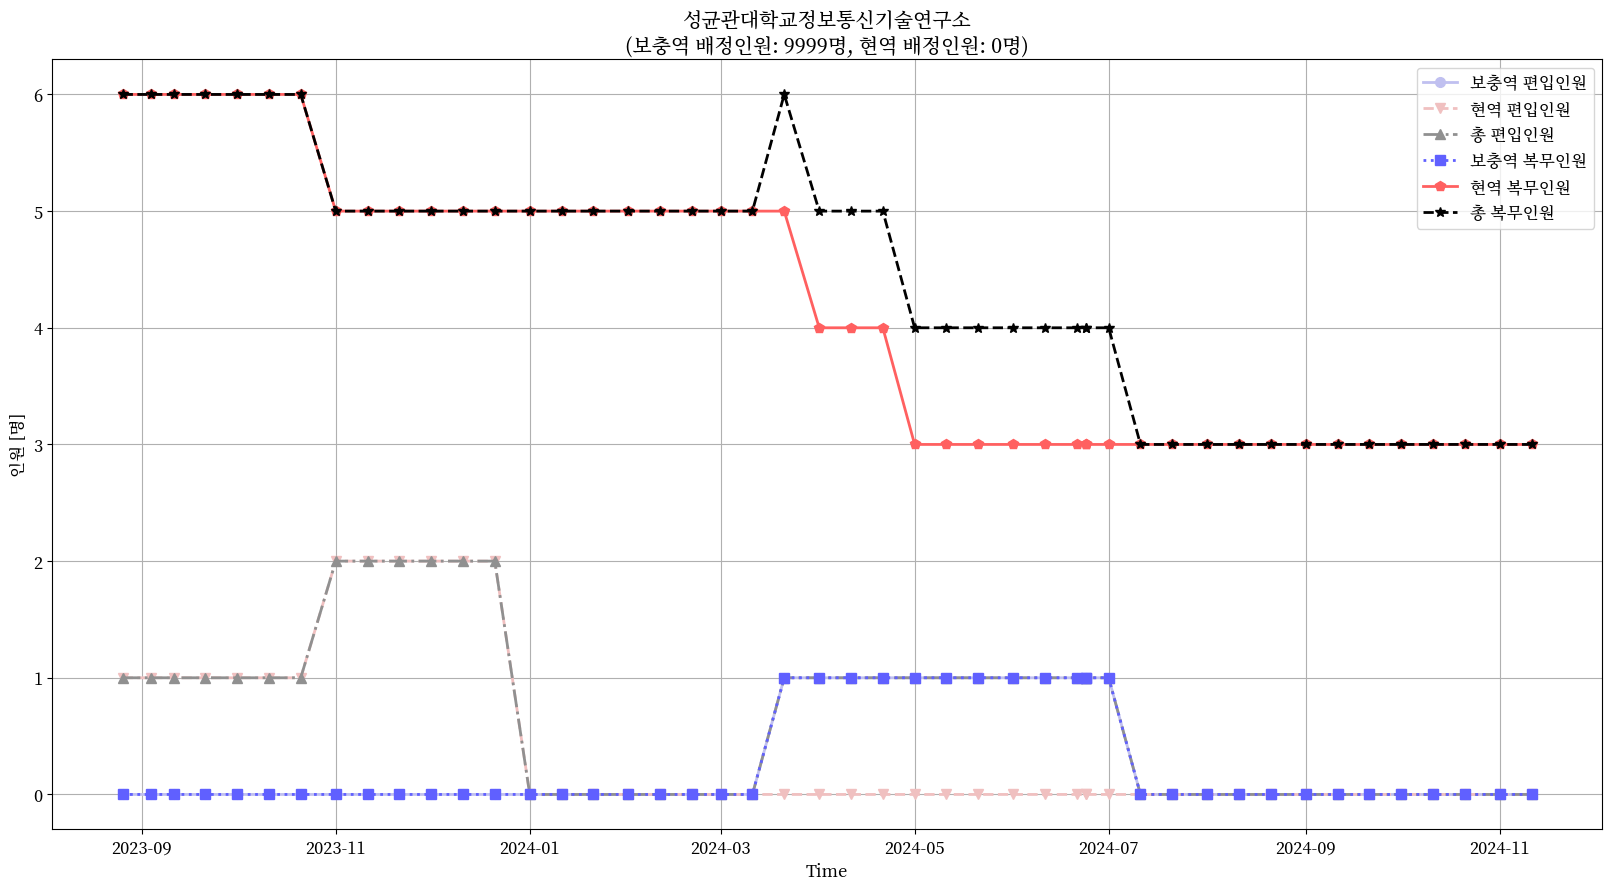 성균관대학교정보통신기술연구소
(보충역 배정인원: 9999명, 현역 배정인원: 0명)
보충역 편입인원
현역 편입인원
총 편입인원
보충역 복무인원
현역 복무인원
총 복무인원
인원 [명]
6
5
4
3
2
1
0
2023-09 2023-11 2024-01 2024-03 2024-05 2024-07 2024-09 2024-11
Time